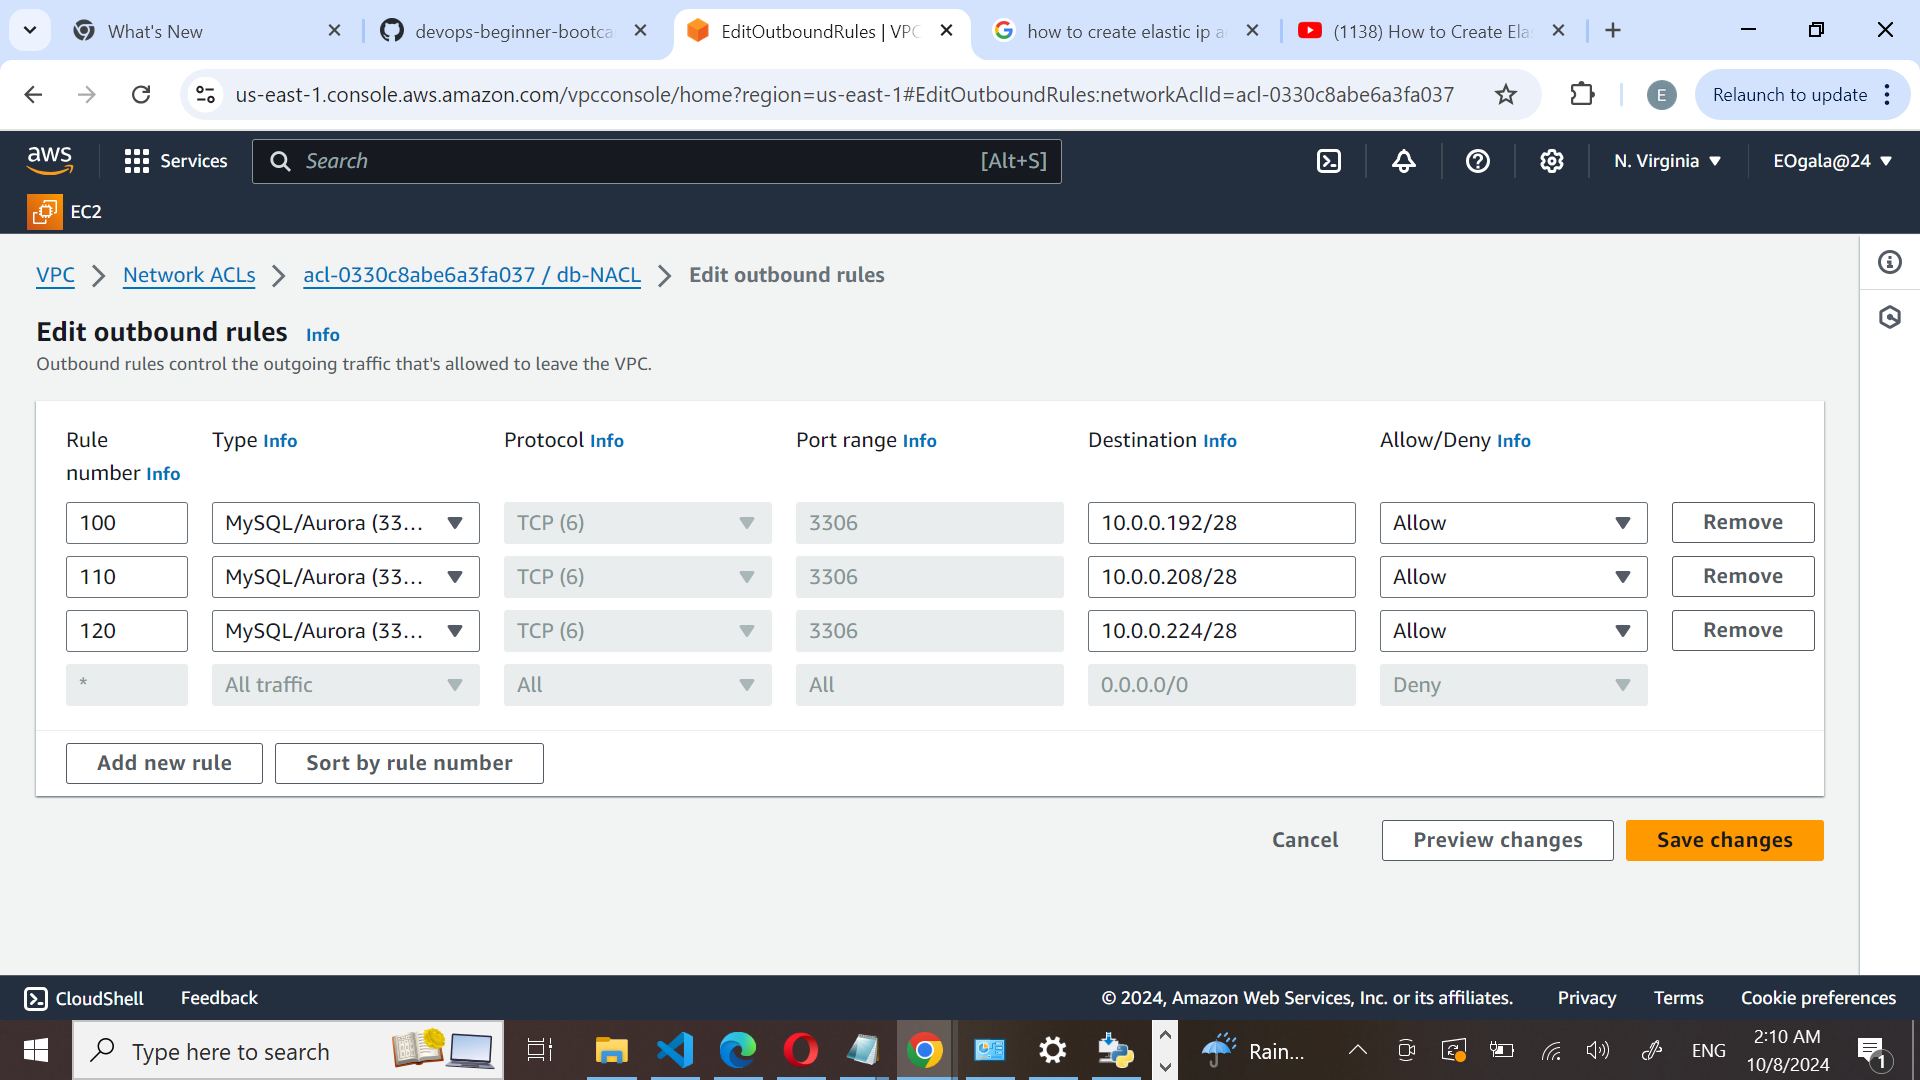 What's New
devops-beginner-bootca
EditOutboundRules | VPC
how to create elastic ip a
(1138) How to Create Ela
us-east-1.console.aws.amazon.com/vpcconsole/home?region=us-east-1#EditOutboundRules:networkAclId=acl-0330c8abe6a3fa037
E
Relaunch to update
aws
Services
Search
[Alt+S]
N. Virginia
EOgala@24
EC2
VPC
Network ACLs
acl-0330c8abe6a3fa037 / db-NACL
Edit outbound rules
Edit outbound rules Info
Outbound rules control the outgoing traffic that's allowed to leave the VPC.
Rule number Info
Type Info
Protocol Info
Port range Info
Destination Info
Allow/Deny Info
100 MySQL/Aurora (33... TCP (6) 3306 10.0.0.192/28 Allow Remove
110 MySQL/Aurora (33... TCP (6) 3306 10.0.0.208/28 Allow Remove
120 MySQL/Aurora (33... TCP (6) 3306 10.0.0.224/28 Allow Remove
* All traffic All All 0.0.0.0/0 Deny
Add new rule
Sort by rule number
Cancel
Preview changes
Save changes
CloudShell
Feedback
© 2024, Amazon Web Services, Inc. or its affiliates.
Privacy
Terms
Cookie preferences
Type here to search
Rain...
ENG
2:10 AM
10/8/2024
1